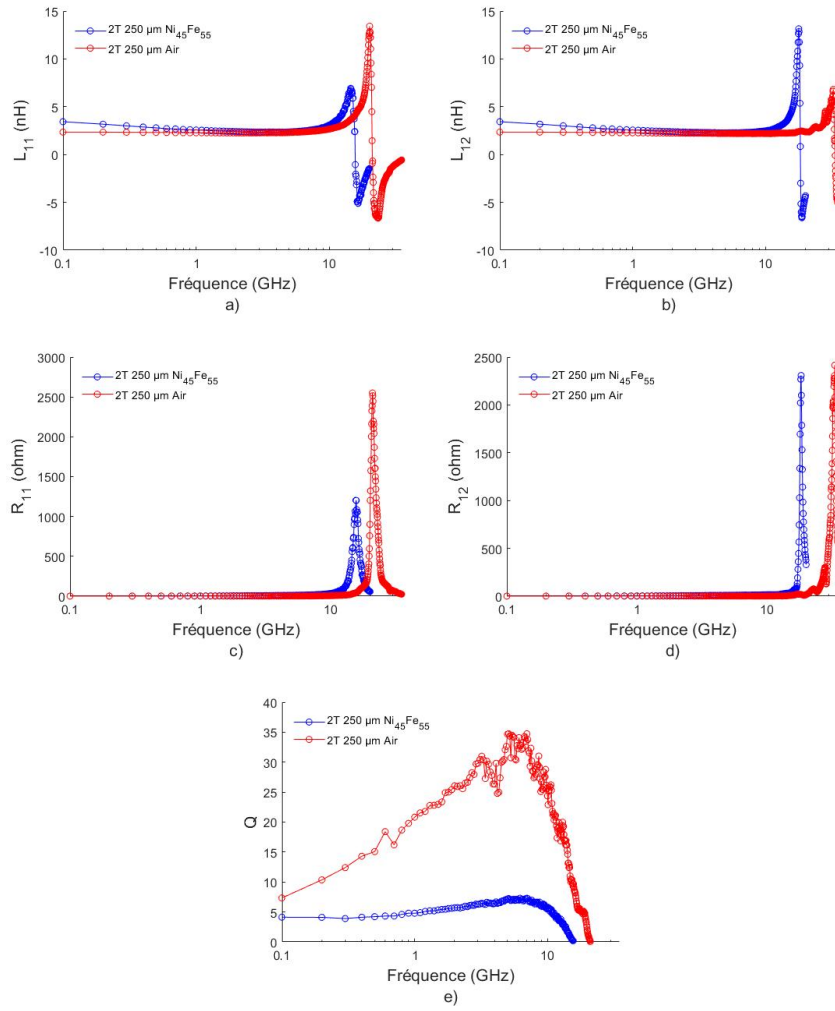 15
10
5
0
-5
-10
L₁₁ (nH)
2T 250 µm Ni₄₅Fe₅₅
2T 250 µm Air
0.1 1 10
Fréquence (GHz)
a)
15
10
5
0
-5
-10
L₁₂ (nH)
2T 250 µm Ni₄₅Fe₅₅
2T 250 µm Air
0.1 1 10
Fréquence (GHz)
b)
3000
2500
2000
1500
1000
500
0
R₁₁ (ohm)
2T 250 µm Ni₄₅Fe₅₅
2T 250 µm Air
0.1 1 10
Fréquence (GHz)
c)
2500
2000
1500
1000
500
0
R₁₂ (ohm)
2T 250 µm Ni₄₅Fe₅₅
2T 250 µm Air
0.1 1 10
Fréquence (GHz)
d)
40
35
30
25
20
15
10
5
0
Q
2T 250 µm Ni₄₅Fe₅₅
2T 250 µm Air
0.1 1 10
Fréquence (GHz)
e)